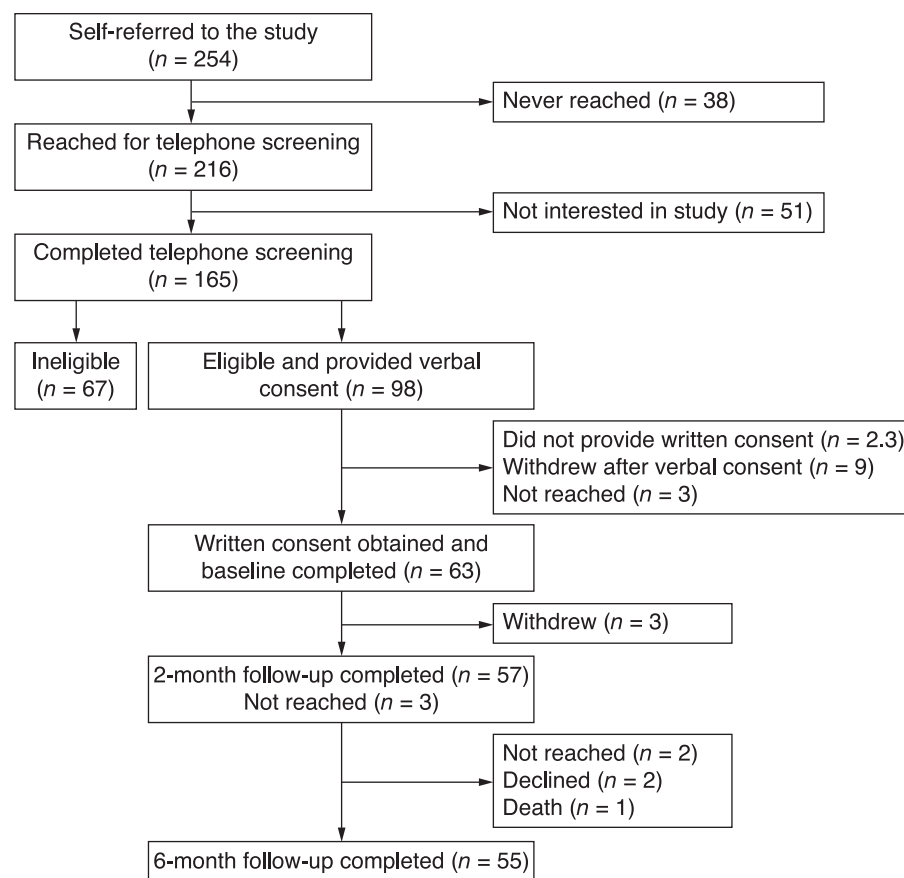 Self-referred to the study
(n = 254)
Never reached (n = 38)
Reached for telephone screening
(n = 216)
Not interested in study (n = 51)
Completed telephone screening
(n = 165)
Ineligible
(n = 67)
Eligible and provided verbal
consent (n = 98)
Did not provide written consent (n = 2.3)
Withdrew after verbal consent (n = 9)
Not reached (n = 3)
Written consent obtained and
baseline completed (n = 63)
Withdrew (n = 3)
2-month follow-up completed (n = 57)
Not reached (n = 3)
Not reached (n = 2)
Declined (n = 2)
Death (n = 1)
6-month follow-up completed (n = 55)